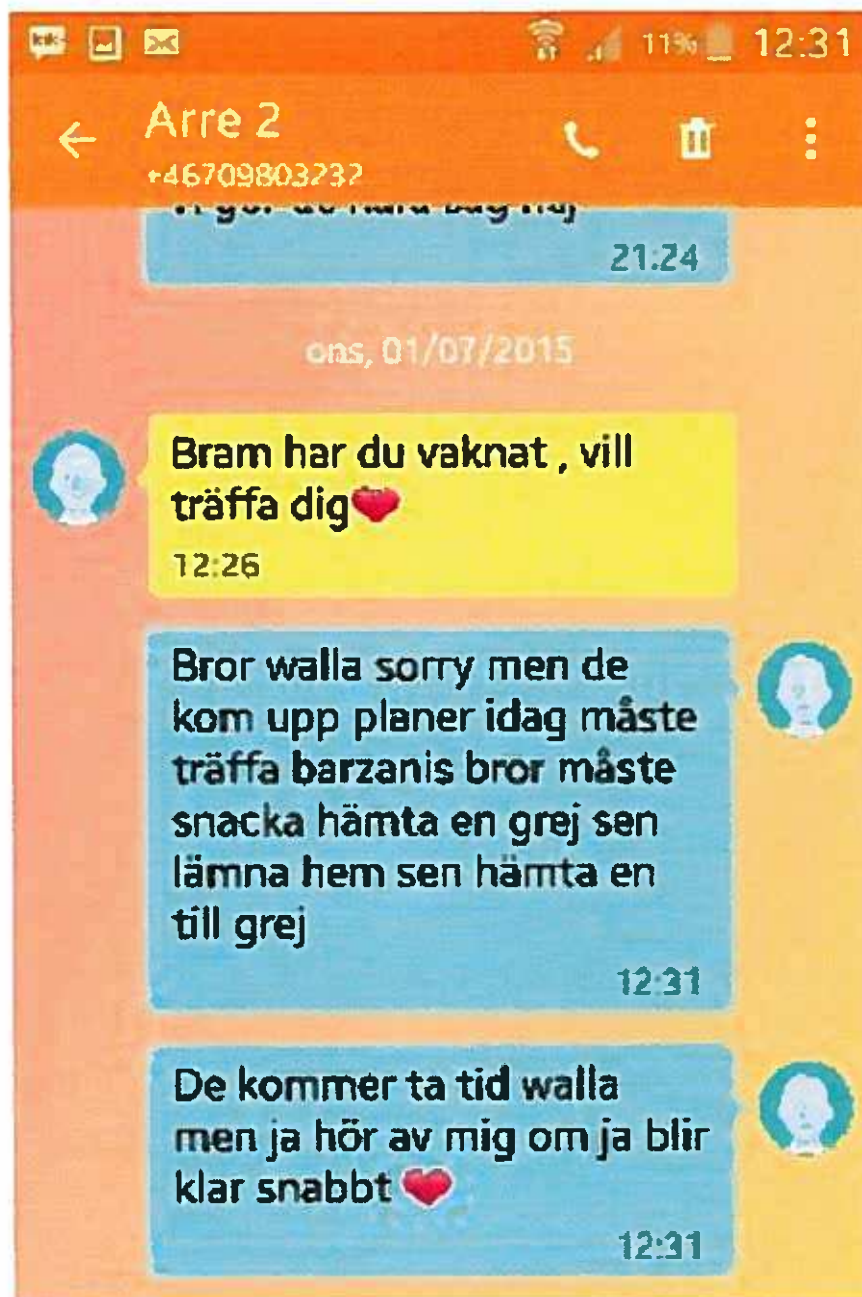 kik
11% 12:31
Arre 2
+46709803232
21:24
ons, 01/07/2015
Bram har du vaknat , vill
träffa dig❤
12:26
Bror walla sorry men de
kom upp planer idag måste
träffa barzanis bror måste
snacka hämta en grej sen
lämna hem sen hämta en
till grej
12:31
De kommer ta tid walla
men ja hör av mig om ja blir
klar snabbt❤
12:31